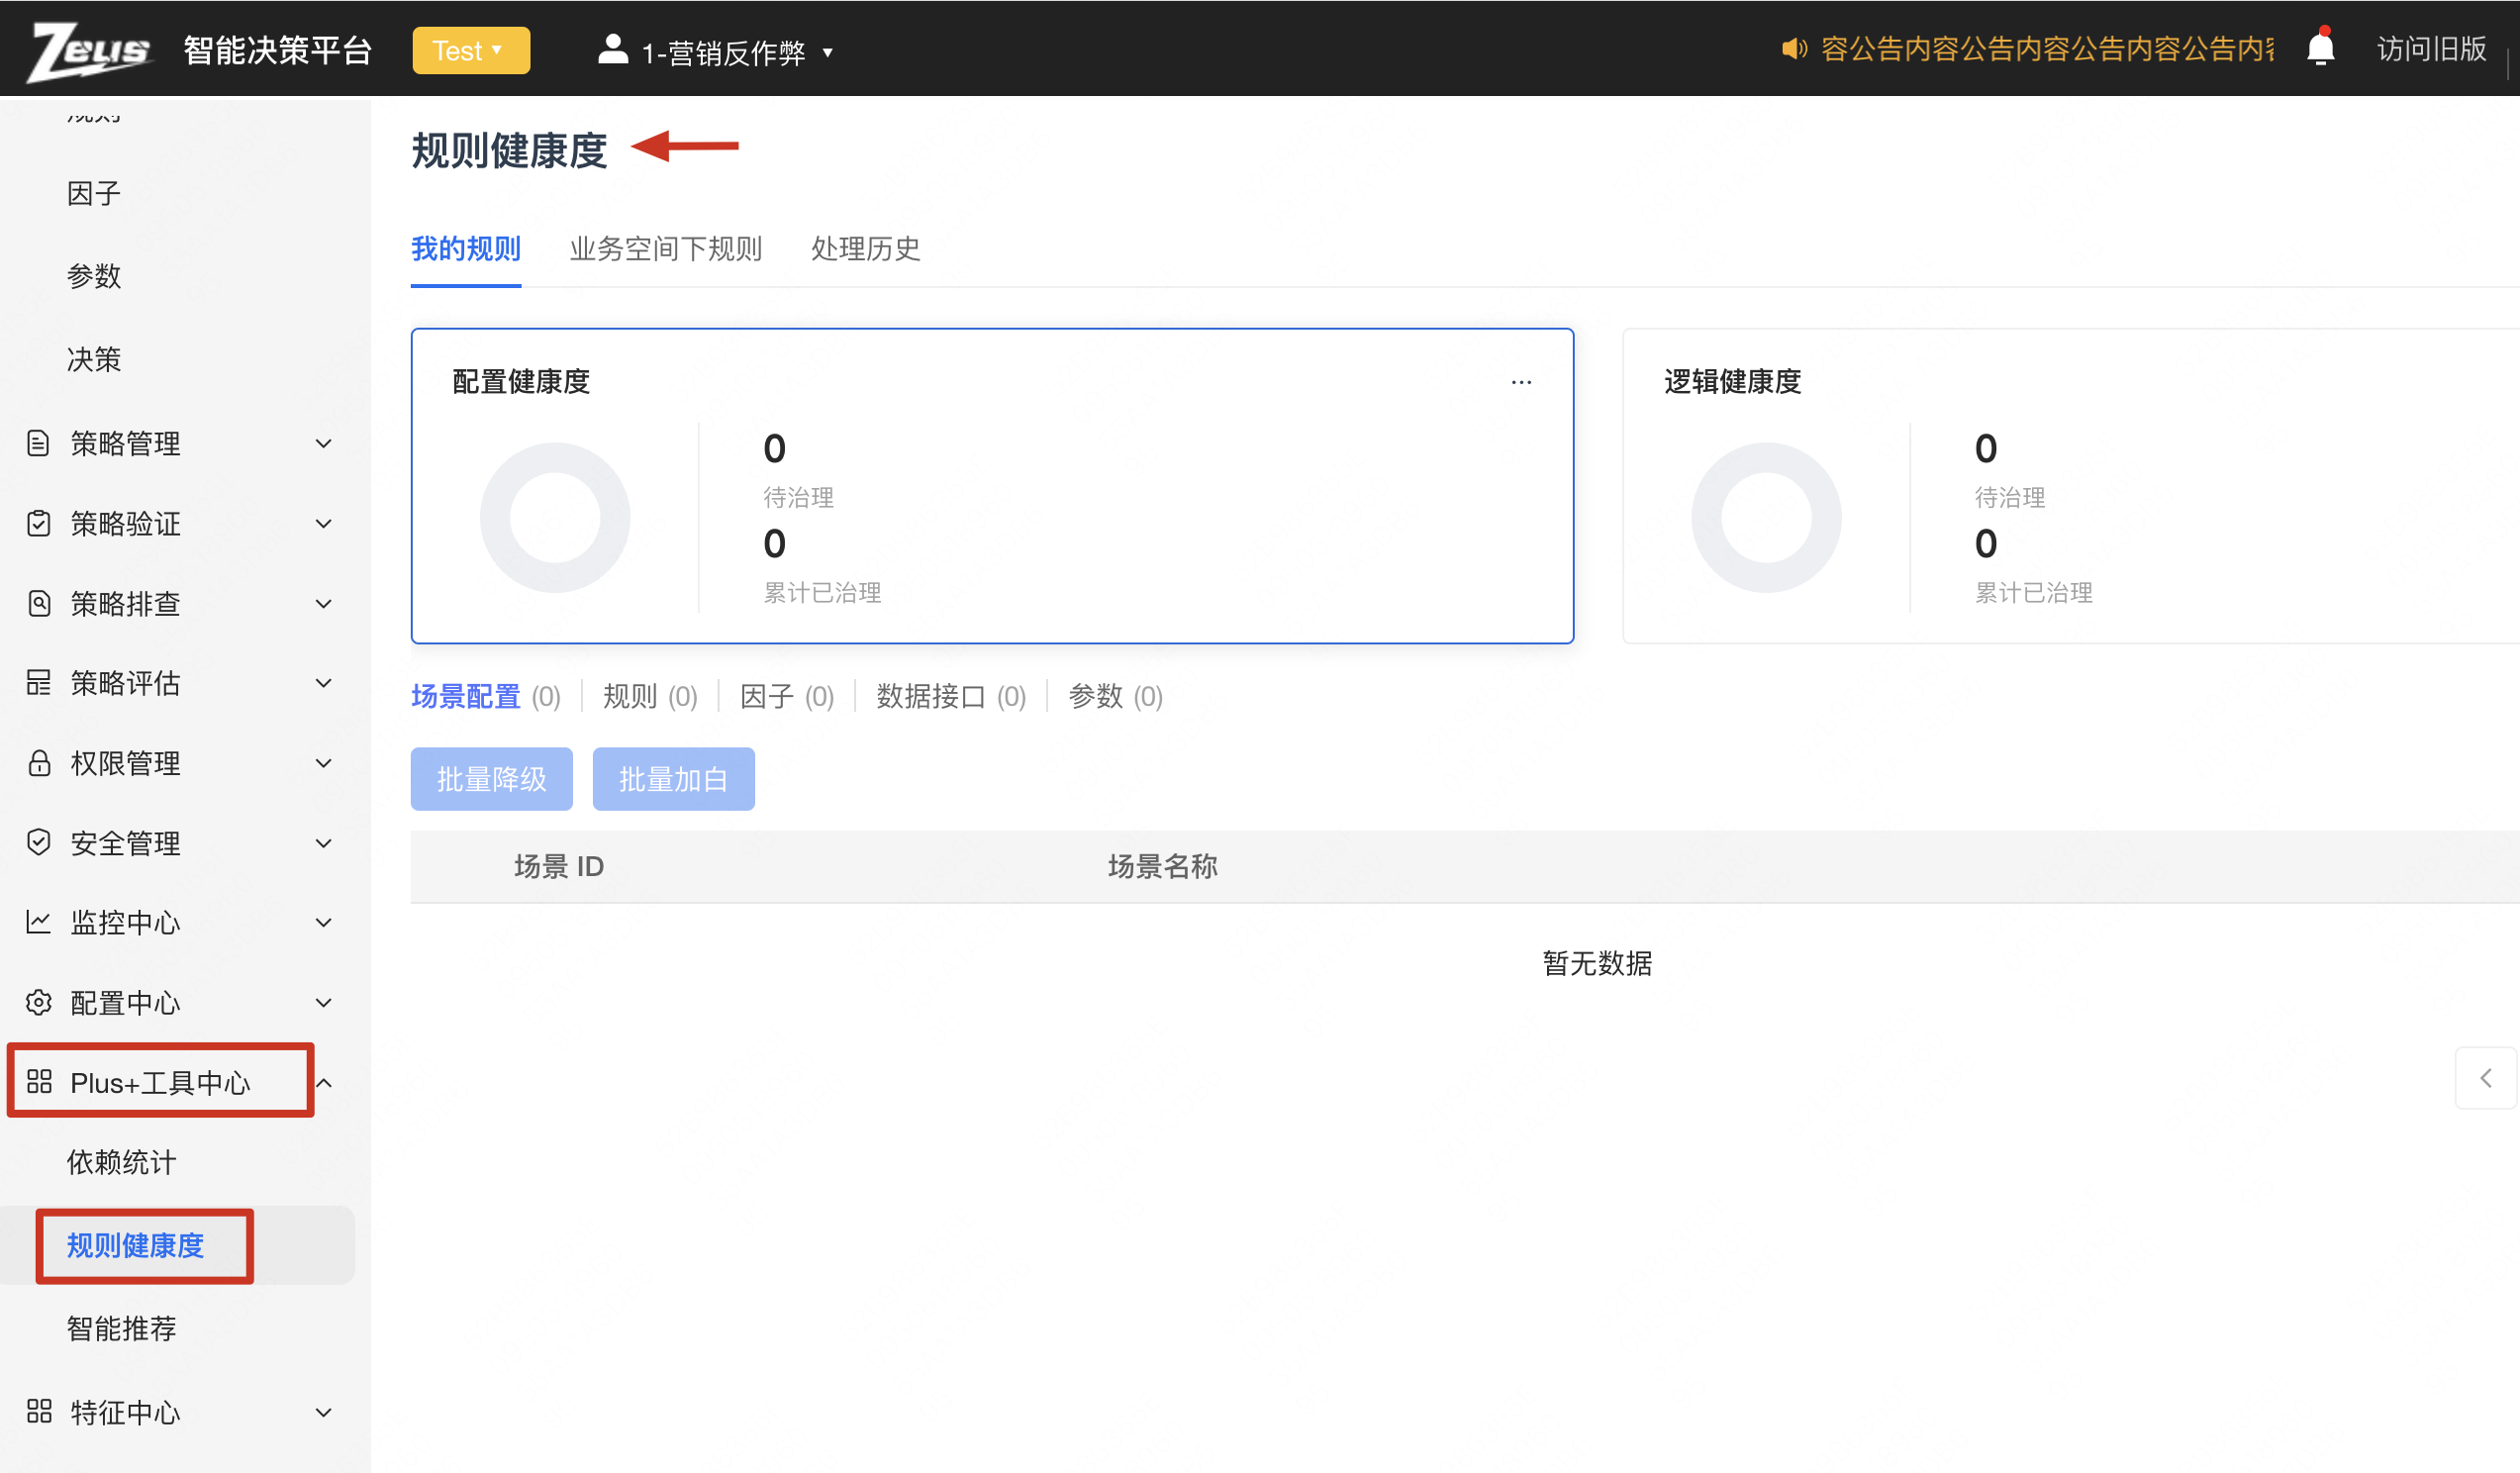 Zeus 智能决策平台 Test 1-营销反作弊 容公告内容公告内容公告内容公告内容 访问旧版
规则
因子
参数
决策
策略管理
策略验证
策略排查
策略评估
权限管理
安全管理
监控中心
配置中心
Plus+工具中心
依赖统计
规则健康度
智能推荐
特征中心
规则健康度
我的规则 业务空间下规则 处理历史
配置健康度 ...
0
待治理
0
累计已治理
逻辑健康度
0
待治理
0
累计已治理
场景配置 (0) 规则 (0) 因子 (0) 数据接口 (0) 参数 (0)
批量降级 批量加白
场景 ID 场景名称
暂无数据